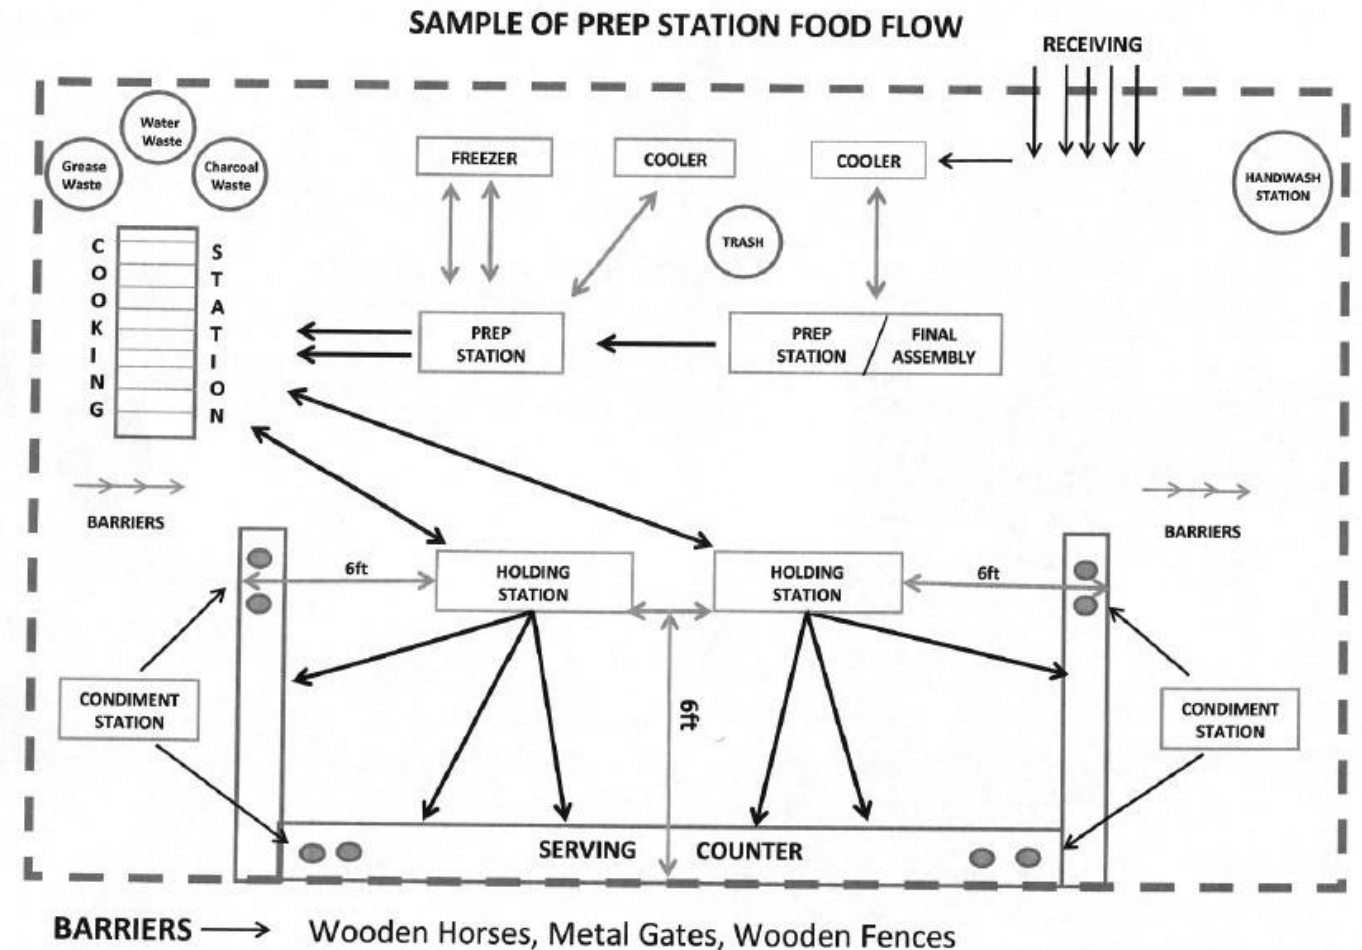 SAMPLE OF PREP STATION FOOD FLOW
RECEIVING
Water
Waste
Grease
Waste
Charcoal
Waste
FREEZER
COOLER
COOLER
HANDWASH
STATION
TRASH
COOKING
STATION
PREP
STATION
PREP
STATION
/
FINAL
ASSEMBLY
BARRIERS
BARRIERS
6ft
HOLDING
STATION
HOLDING
STATION
6ft
CONDIMENT
STATION
6ft
CONDIMENT
STATION
SERVING COUNTER
BARRIERS
Wooden Horses, Metal Gates, Wooden Fences